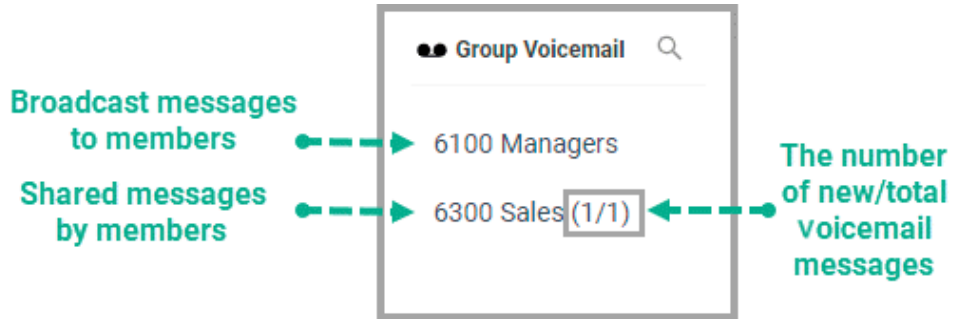 Group Voicemail
Broadcast messages
to members
6100 Managers
Shared messages
by members
6300 Sales (1/1)
The number
of new/total
Voicemail
messages